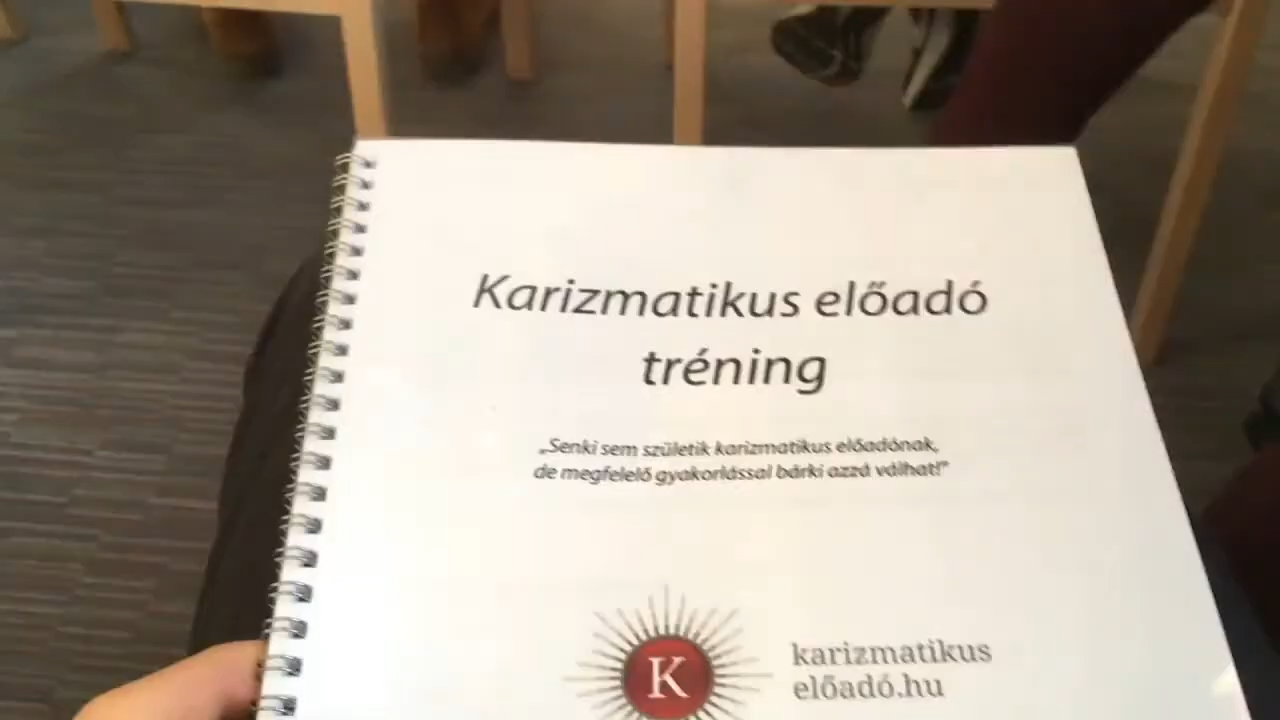 Karizmatikus előadó
tréning
„Senki sem születik karizmatikus előadónak,
de megfelelő gyakorlással bárki azzá válhat!”
K
karizmatikus
előadó.hu